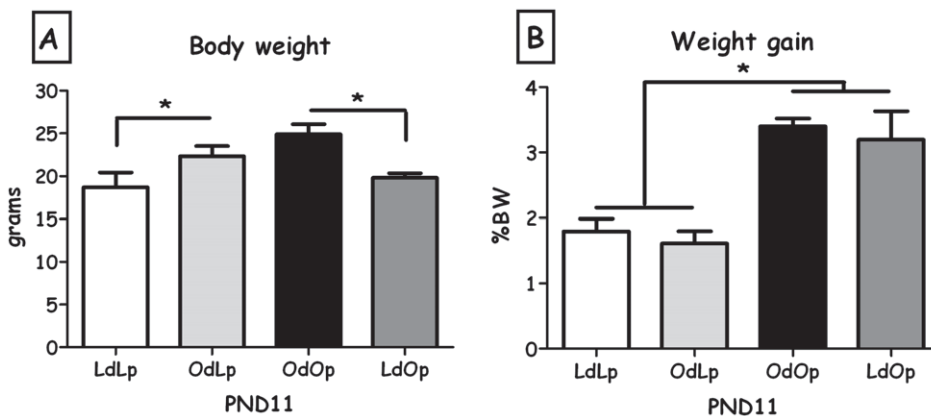 A
Body weight
30
25
20
15
10
5
0
grams
*
*
LdLp OdLp OdOp LdOp
PND11
B
Weight gain
4
3
2
1
0
%BW
*
LdLp OdLp OdOp LdOp
PND11